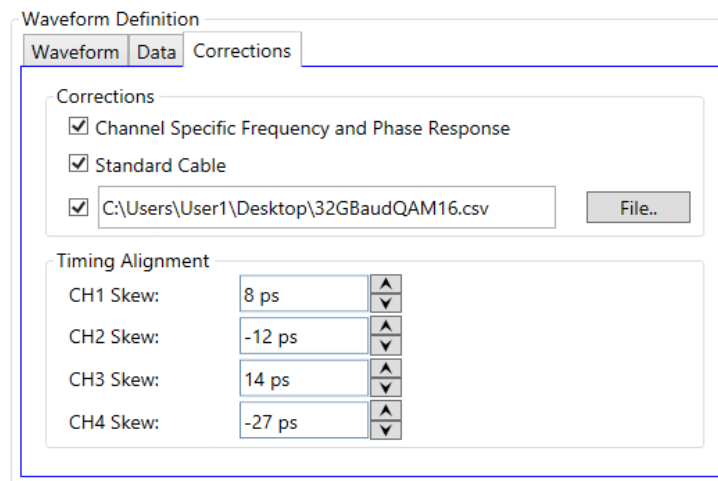 Waveform Definition
Waveform Data Corrections
Corrections
Channel Specific Frequency and Phase Response
Standard Cable
C:\Users\User1\Desktop\32GBaudQAM16.csv File..
Timing Alignment
CH1 Skew: 8 ps
CH2 Skew: -12 ps
CH3 Skew: 14 ps
CH4 Skew: -27 ps